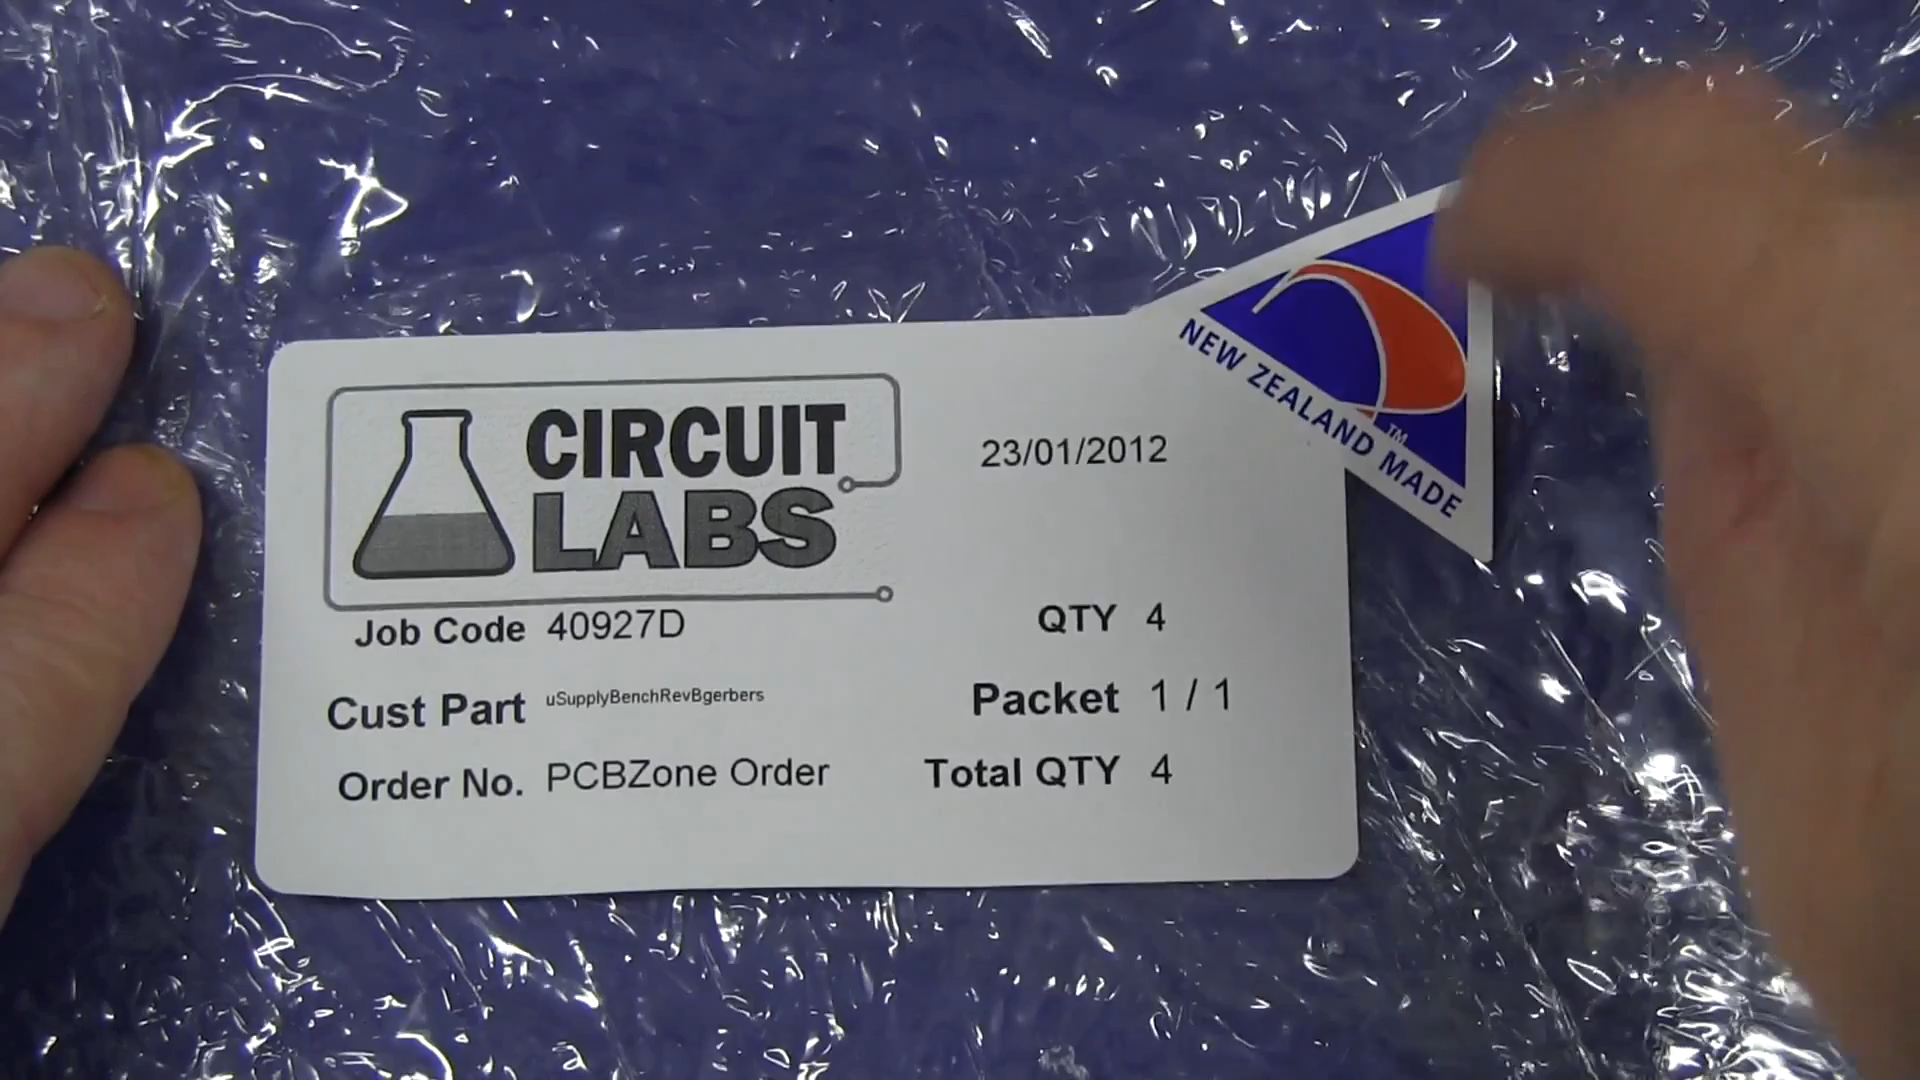 CIRCUIT
LABS
23/01/2012
NEW ZEALAND MADE
TM
Job Code 40927D
QTY 4
Cust Part uSupplyBenchRevBgerbers
Packet 1 / 1
Order No. PCBZone Order
Total QTY 4